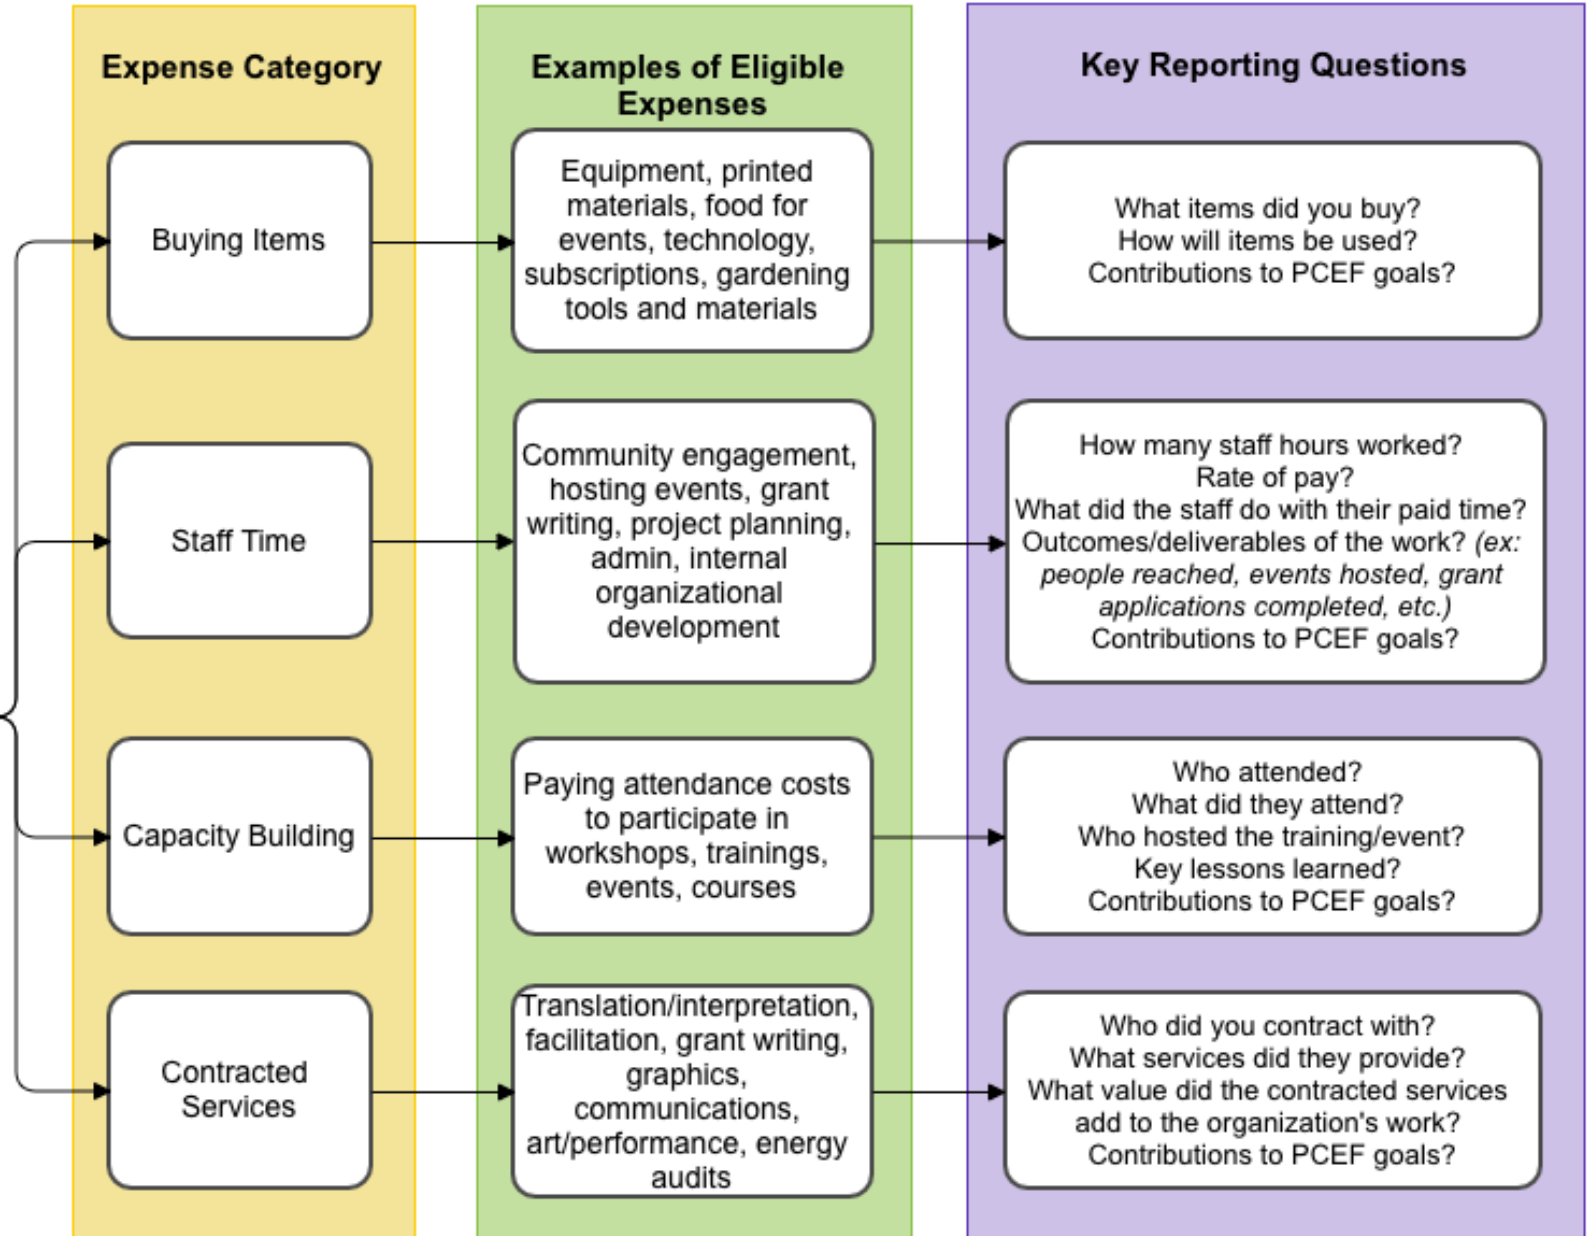 Expense Category
Examples of Eligible
Expenses
Key Reporting Questions
Buying Items
Equipment, printed
materials, food for
events, technology,
subscriptions, gardening
tools and materials
What items did you buy?
How will items be used?
Contributions to PCEF goals?
Staff Time
Community engagement,
hosting events, grant
writing, project planning,
admin, internal
organizational
development
How many staff hours worked?
Rate of pay?
What did the staff do with their paid time?
Outcomes/deliverables of the work? (ex:
people reached, events hosted, grant
applications completed, etc.)
Contributions to PCEF goals?
Capacity Building
Paying attendance costs
to participate in
workshops, trainings,
events, courses
Who attended?
What did they attend?
Who hosted the training/event?
Key lessons learned?
Contributions to PCEF goals?
Contracted
Services
Translation/interpretation,
facilitation, grant writing,
graphics,
communications,
art/performance, energy
audits
Who did you contract with?
What services did they provide?
What value did the contracted services
add to the organization's work?
Contributions to PCEF goals?